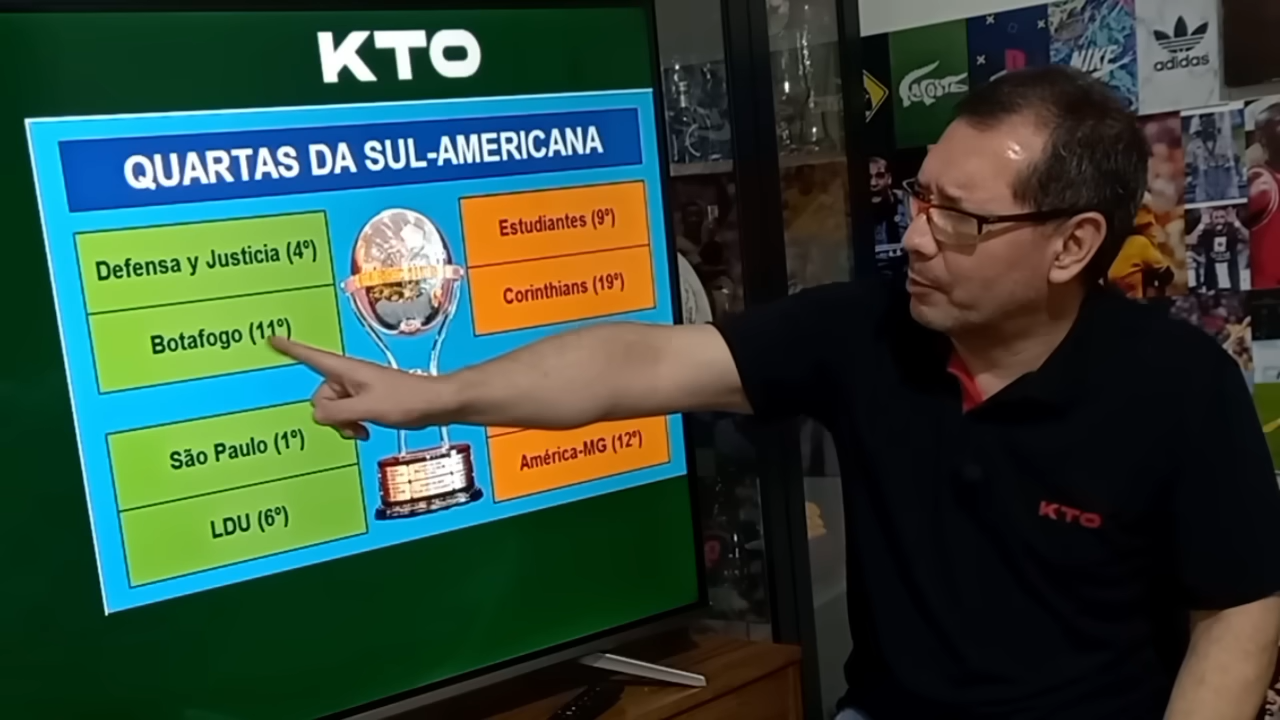 KTO
QUARTAS DA SUL-AMERICANA
Defensa y Justicia (4º)
Botafogo (11º)
São Paulo (1º)
LDU (6º)
Estudiantes (9º)
Corinthians (19º)
América-MG (12º)
LACOSTE
NIKE
adidas
KTO